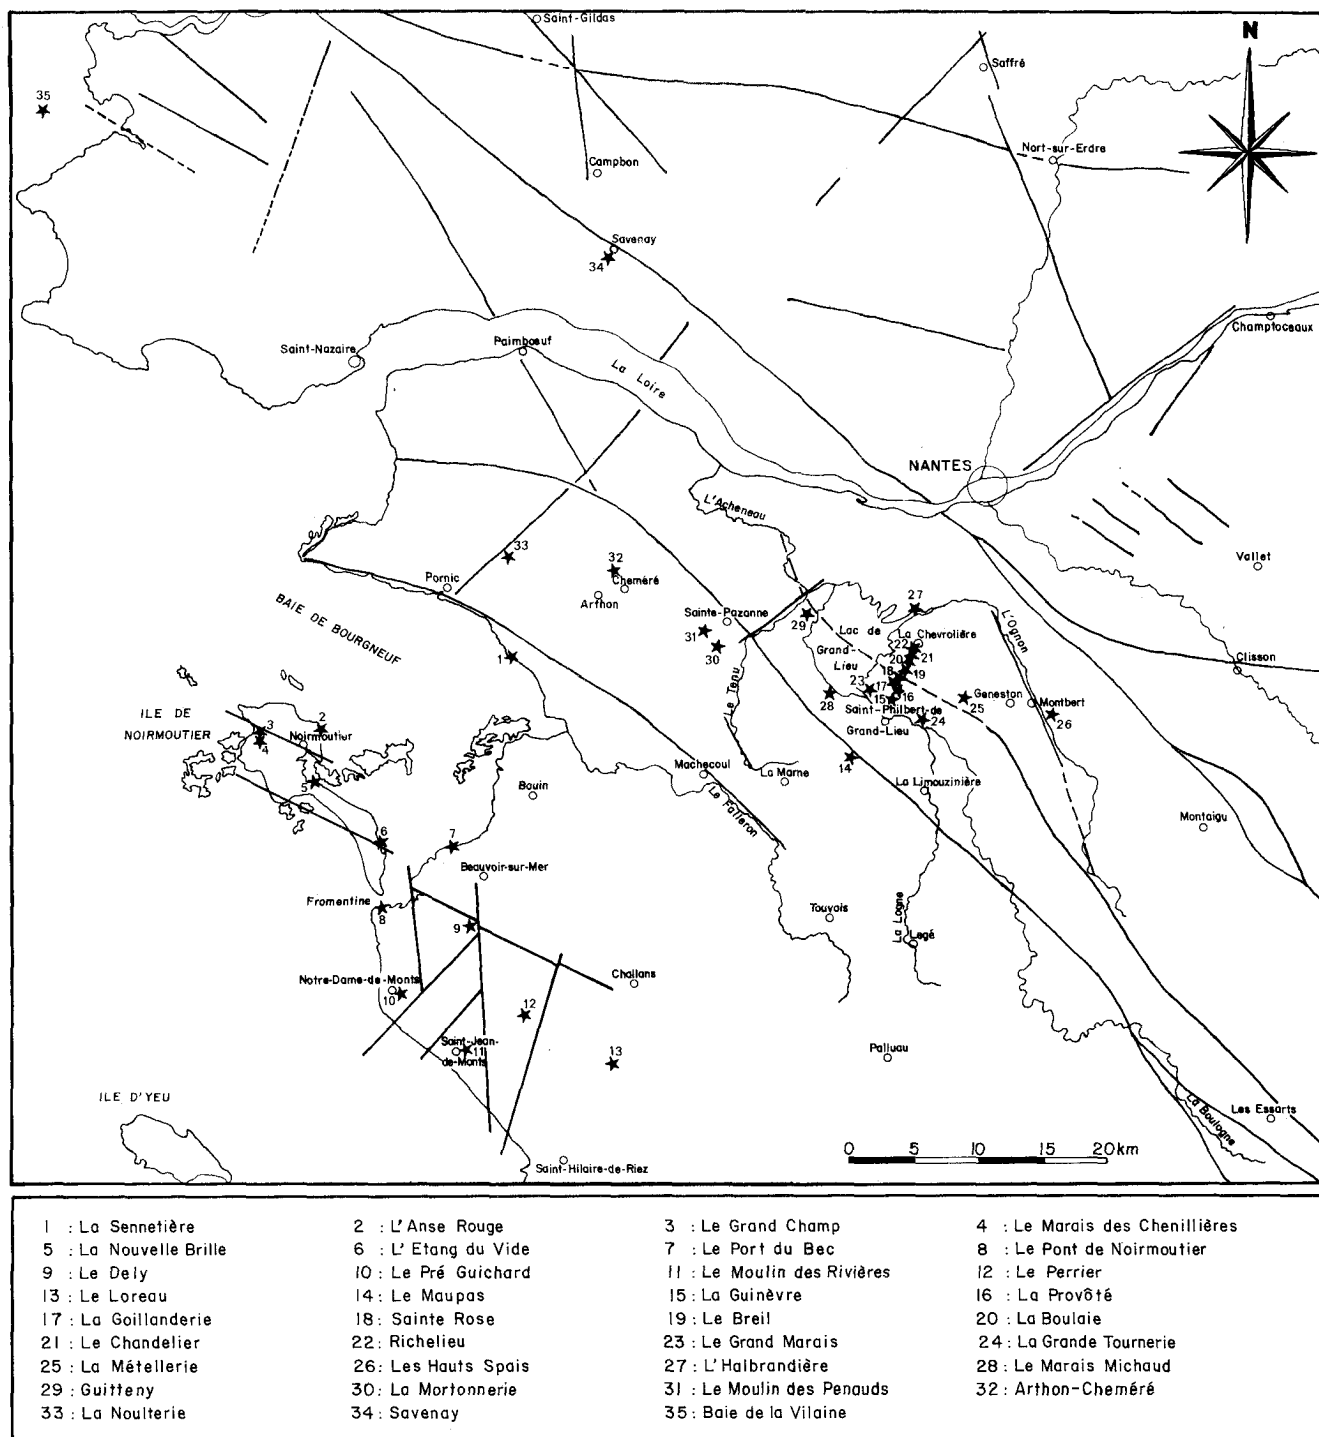 Saint-Gildas
N
Saffré
35
Nort-sur-Erdre
Campbon
Savenay
34
Champtoceaux
Saint-Nazaire
Paimbœuf
La Loire
NANTES
L'Acheneau
33
32
Vallet
Pornic
Cheméré
Arthon
BAIE DE BOURGNEUF
Sainte-Pazanne
31
30
29
27
Lac de
Grand-
Lieu
La Chevrolière
22
21
20
19
18
17
16
15
23
28
L'Ognon
Clisson
1
Le Tenu
Geneston
25
Montbert
26
Saint-Philbert-de
Grand-Lieu
24
ILE DE
NOIRMOUTIER
3
4
2
Noirmoutier
5
14
Machecoul
La Marne
La Limouzinière
Bouin
Le Falleron
Montaigu
6
7
Beauvoir-sur-Mer
Fromentine
8
9
Touvois
La Logne
Legé
Challans
Notre-Dame-de-Monts
10
12
Saint-Jean-
de-Monts
11
13
Palluau
ILE D'YEU
La Boulogne
Les Essarts
0 5 10 15 20 km
Saint-Hilaire-de-Riez
1 : La Sennetière 2 : L'Anse Rouge 3 : Le Grand Champ 4 : Le Marais des Chenillières
5 : La Nouvelle Brille 6 : L'Etang du Vide 7 : Le Port du Bec 8 : Le Pont de Noirmoutier
9 : Le Dely 10 : Le Pré Guichard 11 : Le Moulin des Rivières 12 : Le Perrier
13 : Le Loreau 14 : Le Maupas 15 : La Guinèvre 16 : La Provôté
17 : La Goillanderie 18 : Sainte Rose 19 : Le Breil 20 : La Boulaie
21 : Le Chandelier 22 : Richelieu 23 : Le Grand Marais 24 : La Grande Tournerie
25 : La Métellerie 26 : Les Hauts Spais 27 : L'Halbrandière 28 : Le Marais Michaud
29 : Guitteny 30 : La Mortonnerie 31 : Le Moulin des Penauds 32 : Arthon-Cheméré
33 : La Noulterie 34 : Savenay 35 : Baie de la Vilaine